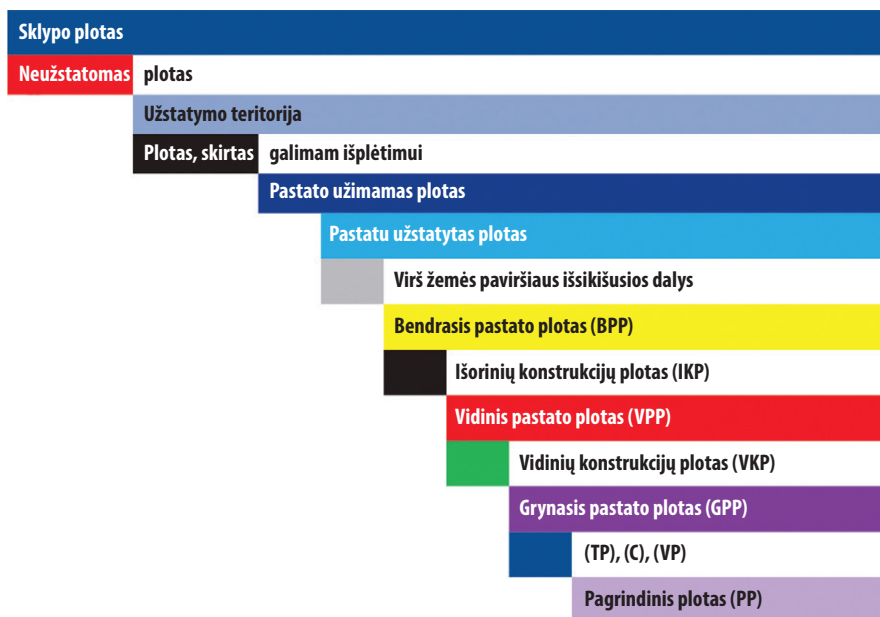 Sklypo plotas
Neužstatomas plotas
Užstatymo teritorija
Plotas, skirtas galimam išplėtimui
Pastato užimamas plotas
Pastatu užstatytas plotas
Virš žemės paviršiaus išsikišusios dalys
Bendrasis pastato plotas (BPP)
Išorinių konstrukcijų plotas (IKP)
Vidinis pastato plotas (VPP)
Vidinių konstrukcijų plotas (VKP)
Grynasis pastato plotas (GPP)
(TP), (C), (VP)
Pagrindinis plotas (PP)